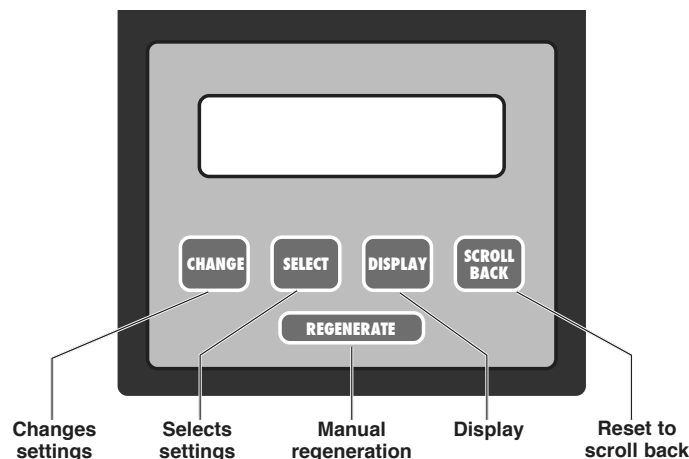 CHANGE
SELECT
DISPLAY
SCROLL
BACK
REGENERATE
Changes
settings
Selects
settings
Manual
regeneration
Display
Reset to
scroll back